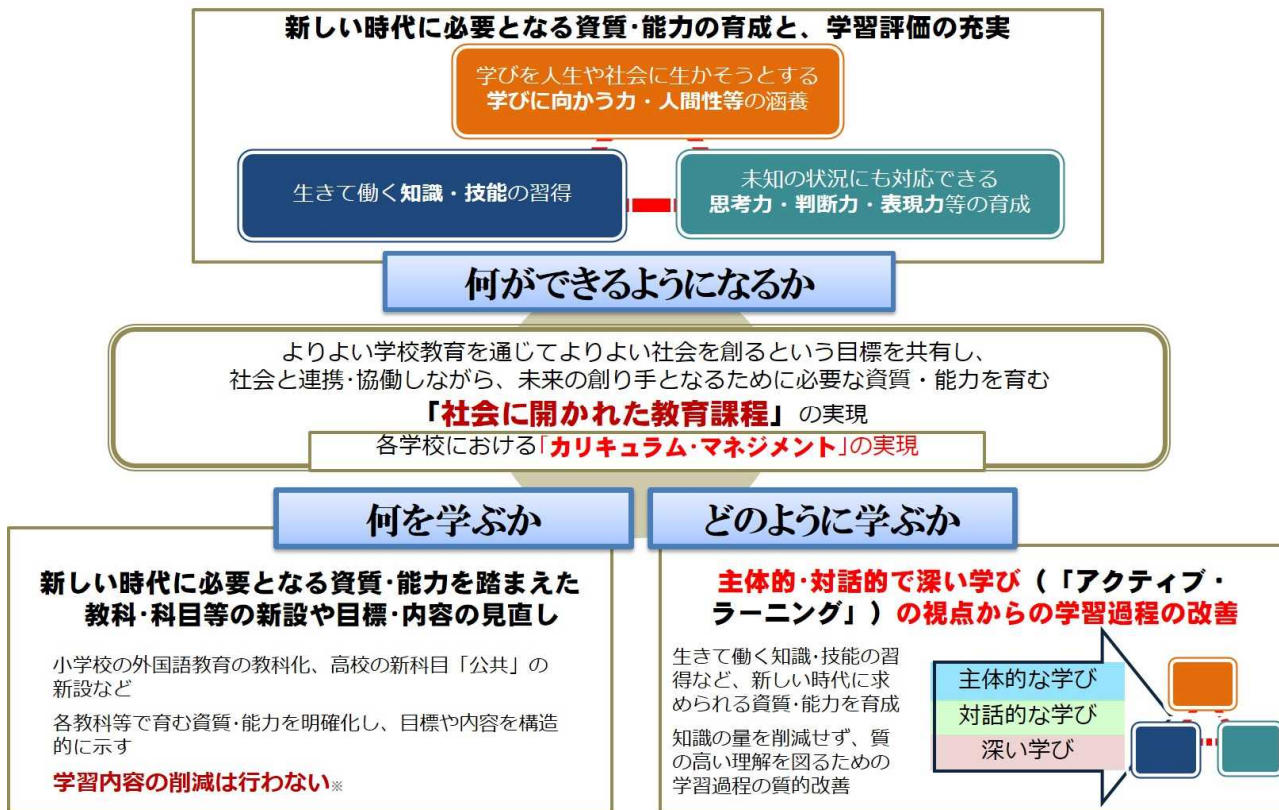 新しい時代に必要となる資質･能力の育成と、学習評価の充実
学びを人生や社会に生かそうとする
学びに向かう力・人間性等の涵養
生きて働く知識・技能の習得
未知の状況にも対応できる
思考力・判断力・表現力等の育成
何ができるようになるか
よりよい学校教育を通じてよりよい社会を創るという目標を共有し、
社会と連携･協働しながら、未来の創り手となるために必要な資質・能力を育む
「社会に開かれた教育課程」の実現
各学校における「カリキュラム･マネジメント」の実現
何を学ぶか
新しい時代に必要となる資質･能力を踏まえた
教科･科目等の新設や目標･内容の見直し
小学校の外国語教育の教科化、高校の新科目「公共」の
新設など
各教科等で育む資質･能力を明確化し、目標や内容を構造
的に示す
学習内容の削減は行わない※
どのように学ぶか
主体的･対話的で深い学び（「アクティブ・
ラーニング」）の視点からの学習過程の改善
生きて働く知識･技能の習
得など、新しい時代に求
められる資質･能力を育成
知識の量を削減せず、質
の高い理解を図るための
学習過程の質的改善
主体的な学び
対話的な学び
深い学び